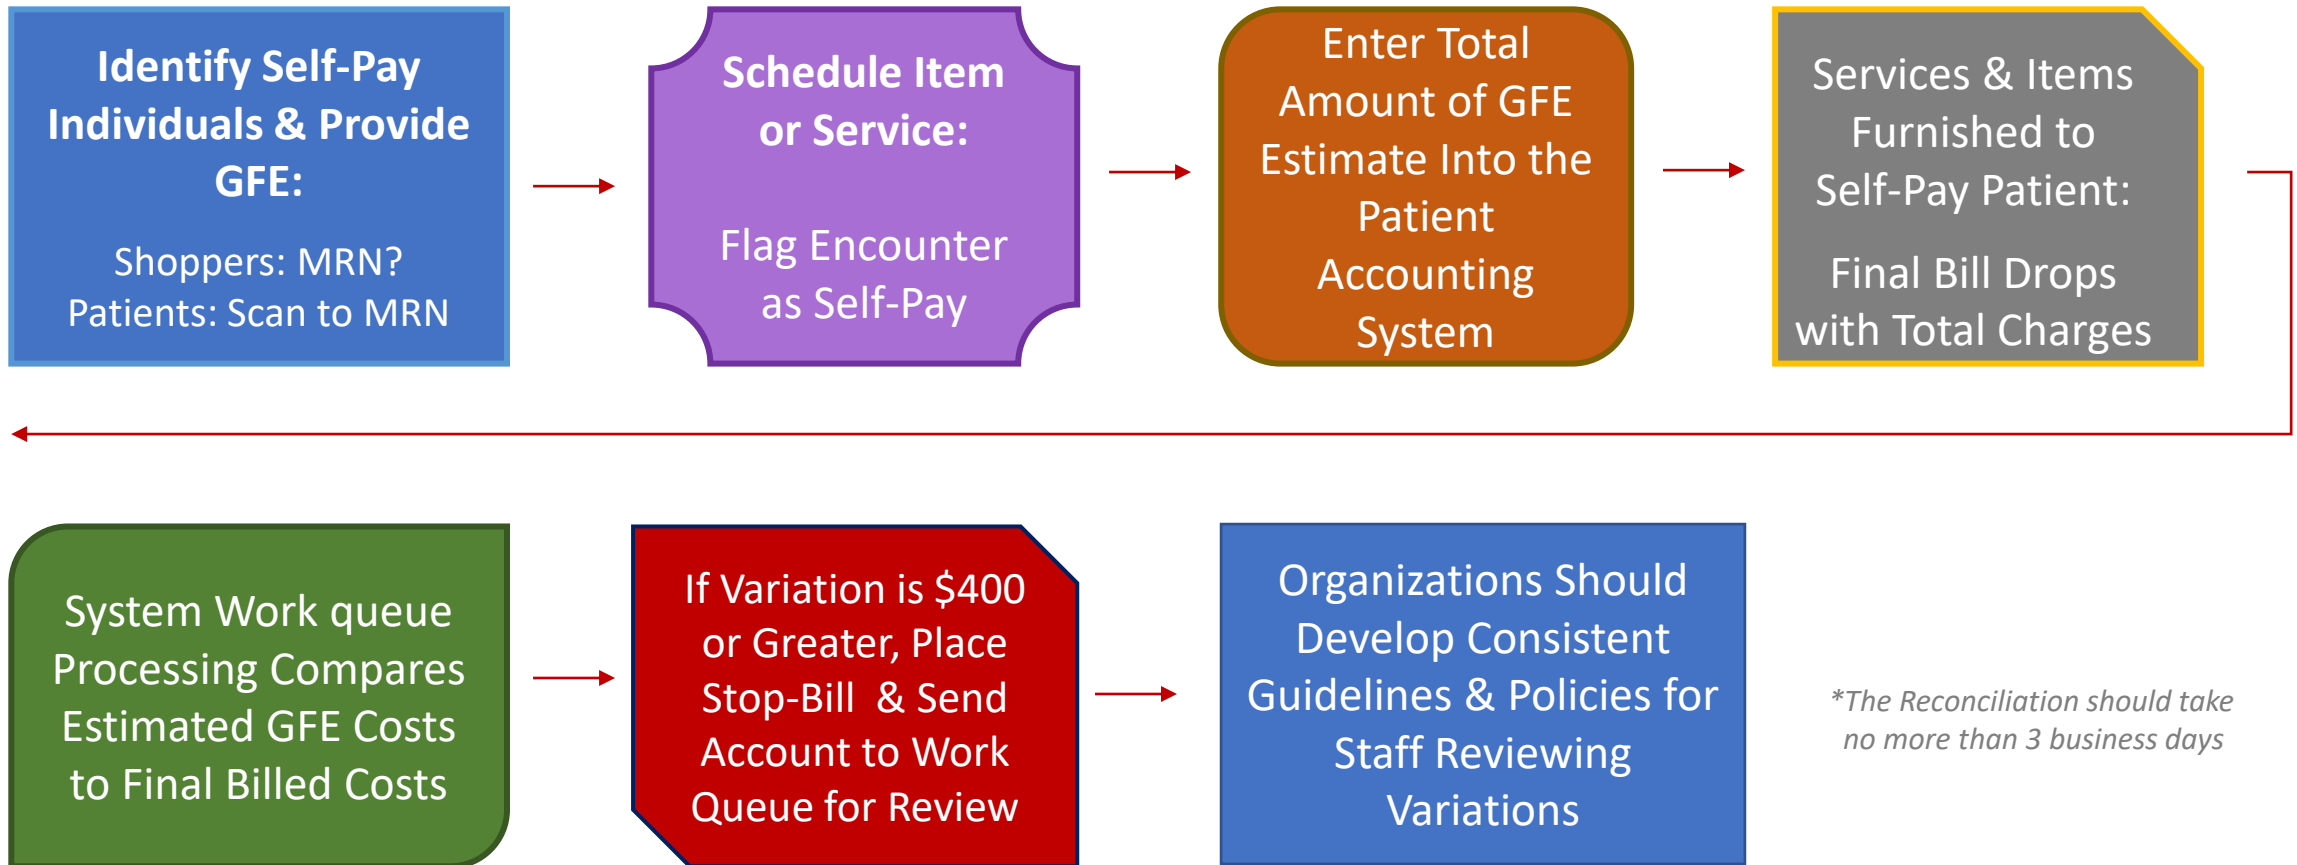 Identify Self-Pay
Individuals & Provide
GFE:
Shoppers: MRN?
Patients: Scan to MRN
Schedule Item
or Service:
Flag Encounter
as Self-Pay
Enter Total
Amount of GFE
Estimate Into the
Patient
Accounting
System
Services & Items
Furnished to
Self-Pay Patient:
Final Bill Drops
with Total Charges
System Work queue
Processing Compares
Estimated GFE Costs
to Final Billed Costs
If Variation is $400
or Greater, Place
Stop-Bill & Send
Account to Work
Queue for Review
Organizations Should
Develop Consistent
Guidelines & Policies for
Staff Reviewing
Variations
*The Reconciliation should take
no more than 3 business days